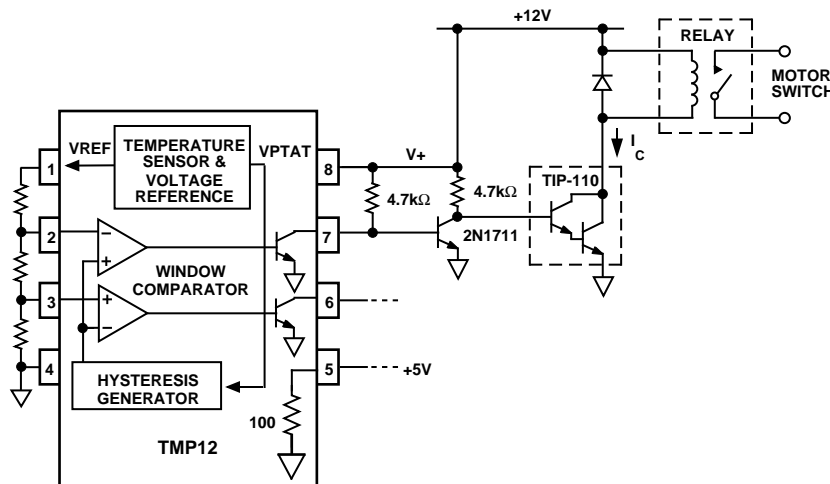 +12V
RELAY
MOTOR
SWITCH
I
C
TIP-110
V+
4.7kΩ
4.7kΩ
2N1711
VREF
TEMPERATURE
SENSOR &
VOLTAGE
REFERENCE
VPTAT
1
8
2
7
–
+
WINDOW
COMPARATOR
3
6
+
–
4
5
+5V
HYSTERESIS
GENERATOR
100
TMP12